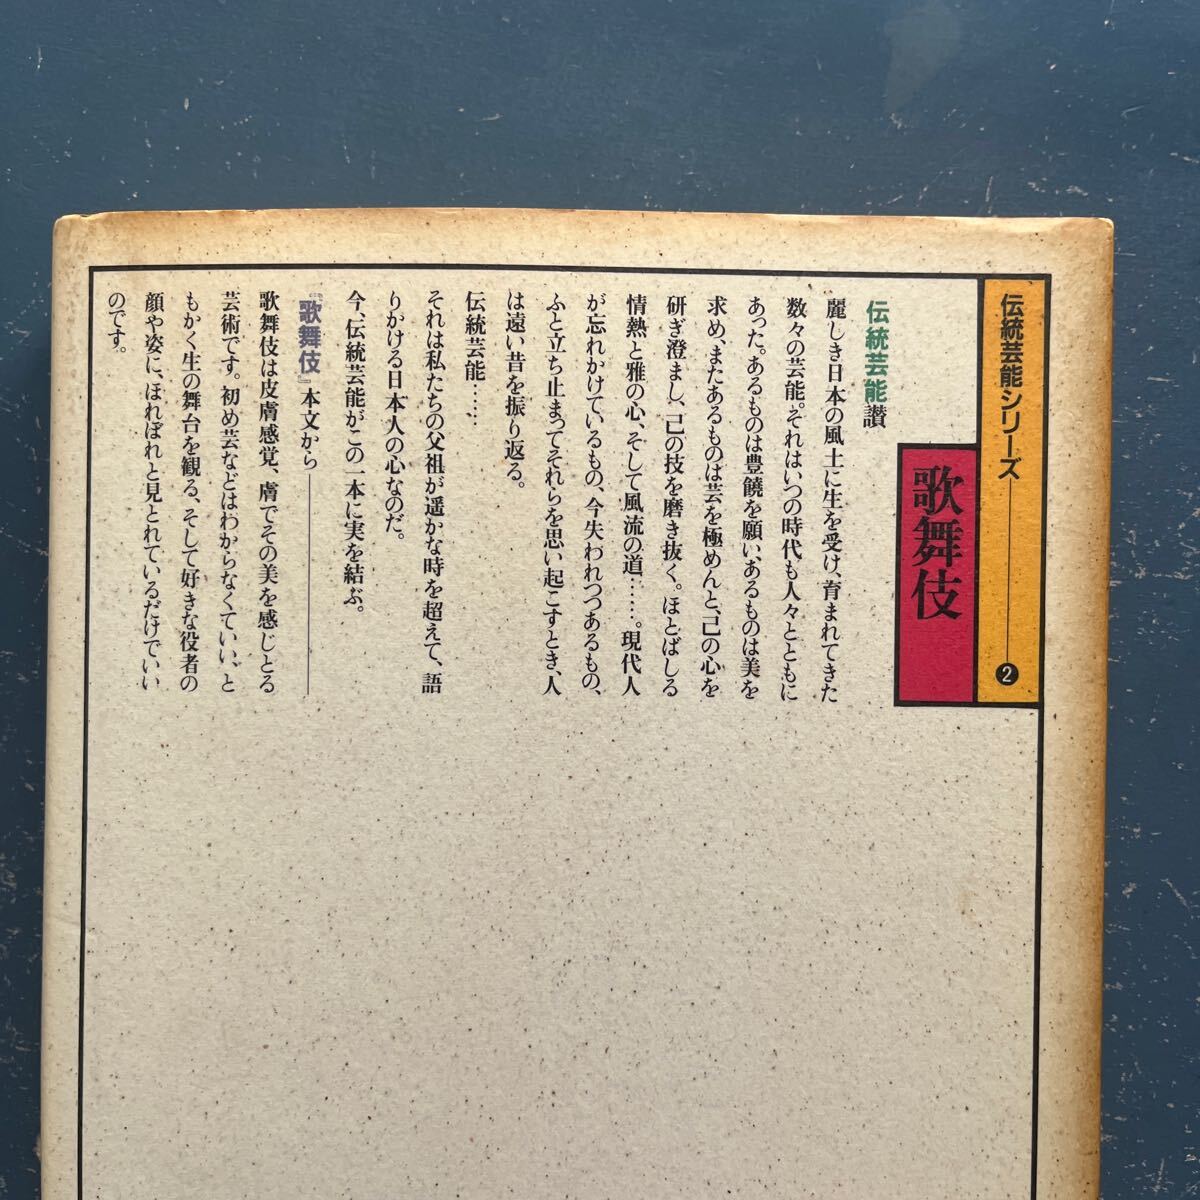 伝統芸能シリーズ――❷
歌舞伎
伝統芸能讃
麗しき日本の風土に生を受け、育まれてきた
数々の芸能。それはいつの時代も人々とともに
あった。あるものは豊饒を願い、あるものは美を
求め、またあるものは芸を極めんと、己の心を
研ぎ澄まし、己の技を磨き抜く。ほとばしる
情熱と雅の心、そして風流の道……。現代人
が忘れかけているもの、今失われつつあるもの、
ふと立ち止まってそれらを思い起こすとき、人
は遠い昔を振り返る。
伝統芸能……
それは私たちの父祖が遥かな時を超えて、語
りかける日本人の心なのだ。
今、伝統芸能がこの一本に実を結ぶ。
『歌舞伎』本文から――
歌舞伎は皮膚感覚、膚でその美を感じとる
芸術です。初め芸などはわからなくていい、と
もかく生の舞台を観る、そして好きな役者の
顔や姿に、ほれぼれと見とれているだけでいい
のです。